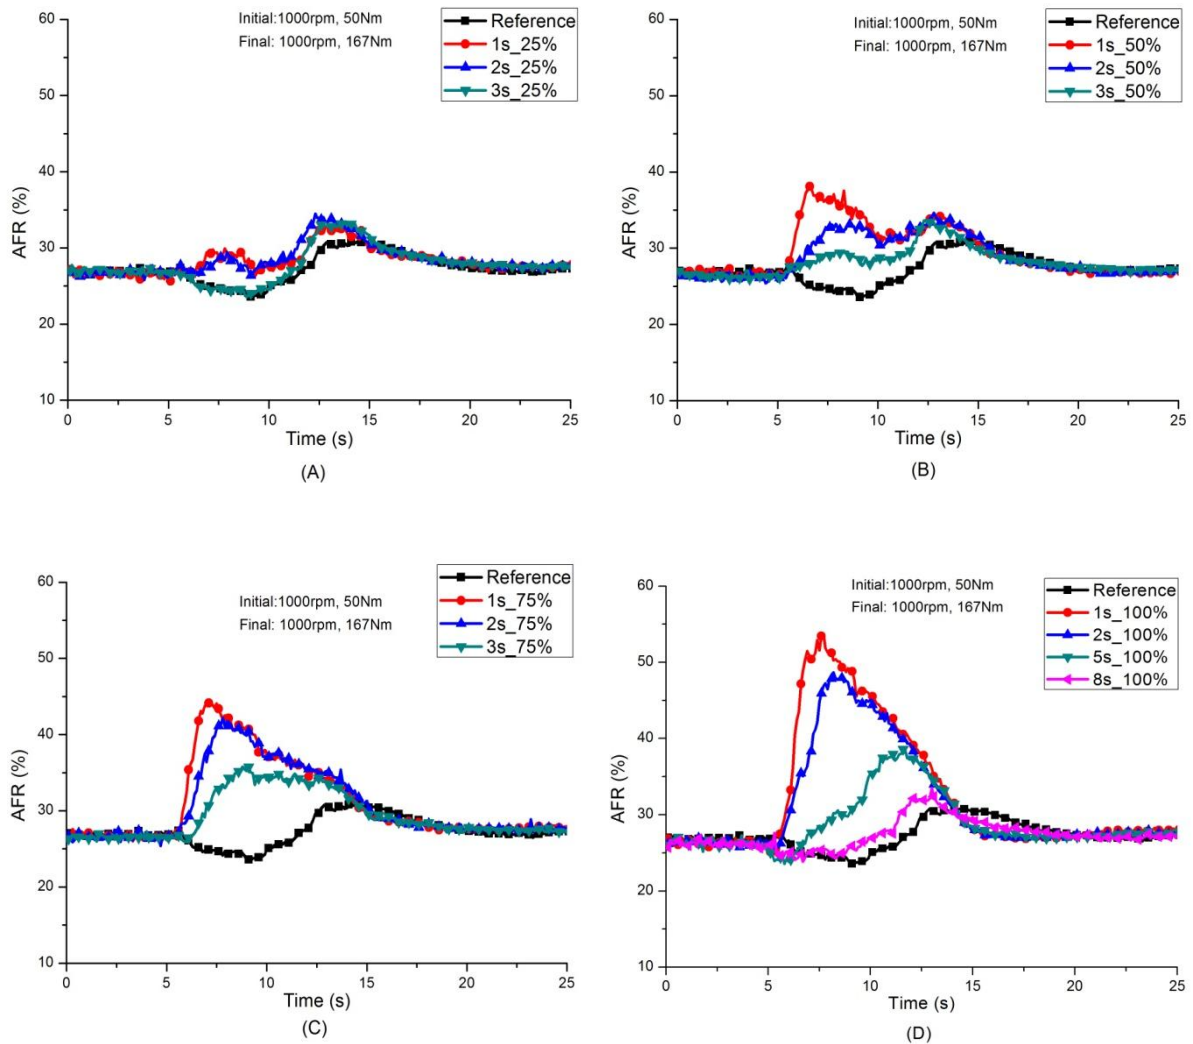 60
50
40
30
20
10
AFR (%)
Initial:1000rpm, 50Nm
Final: 1000rpm, 167Nm
Reference
1s_25%
2s_25%
3s_25%
0
5
10
15
20
25
Time (s)
(A)
60
50
40
30
20
10
AFR (%)
Initial:1000rpm, 50Nm
Final: 1000rpm, 167Nm
Reference
1s_50%
2s_50%
3s_50%
0
5
10
15
20
25
Time (s)
(B)
60
50
40
30
20
10
AFR (%)
Initial:1000rpm, 50Nm
Final: 1000rpm, 167Nm
Reference
1s_75%
2s_75%
3s_75%
0
5
10
15
20
25
Time (s)
(C)
60
50
40
30
20
10
AFR (%)
Initial:1000rpm, 50Nm
Final: 1000rpm, 167Nm
Reference
1s_100%
2s_100%
5s_100%
8s_100%
0
5
10
15
20
25
Time (s)
(D)